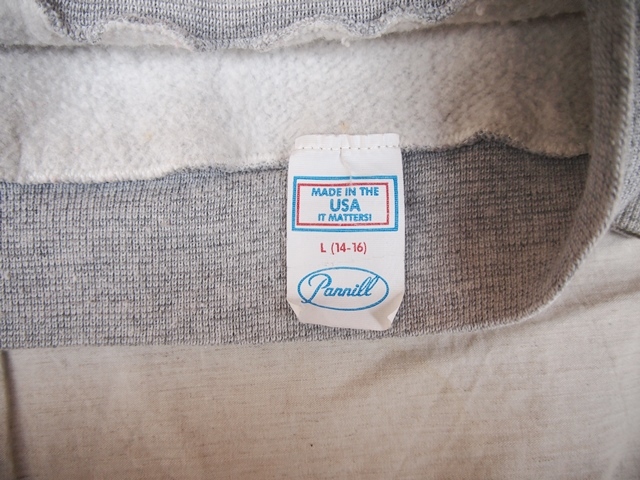 MADE IN THE
USA
IT MATTERS!
L (14-16)
Pannill